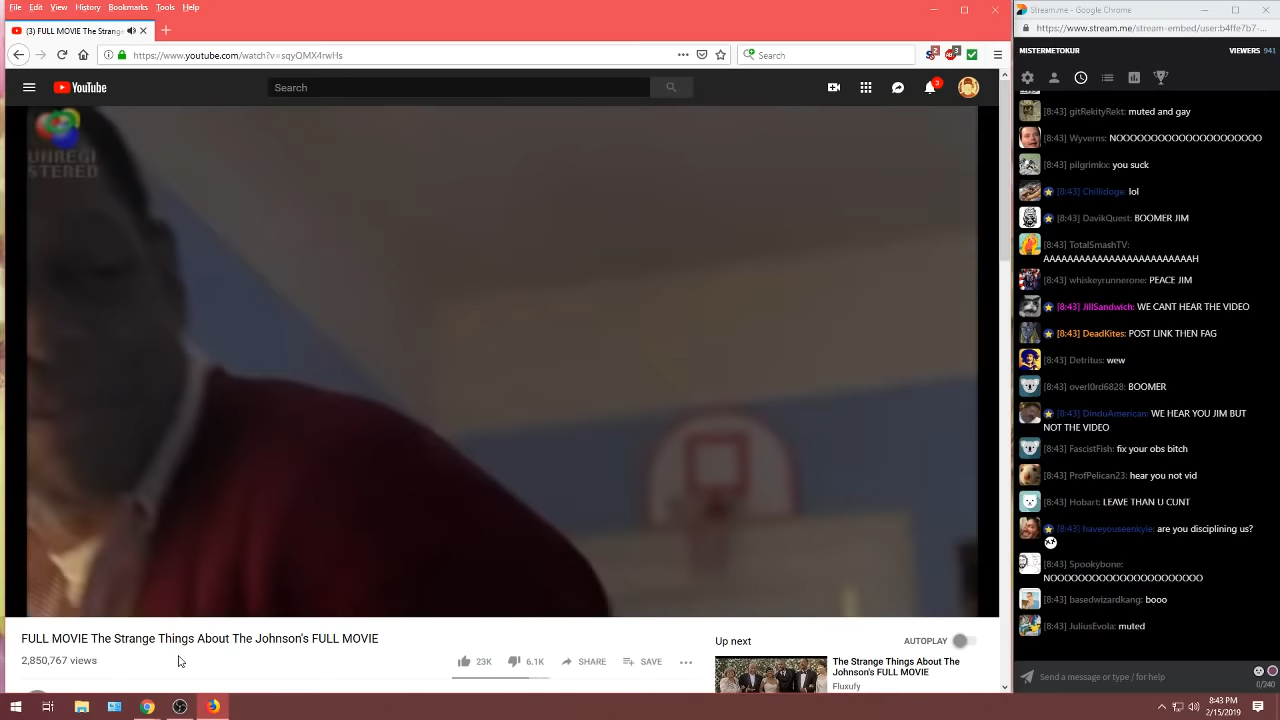 File Edit View History Bookmarks Tools Help
(3) FULL MOVIE The Strange
https://www.youtube.com/watch?v=sqyQMX4rwHs
Search
2
3
YouTube
Search
3
UNREGI
STERED
FULL MOVIE The Strange Things About The Johnson's FULL MOVIE
2,850,767 views
23K 6.1K SHARE SAVE
Up next AUTOPLAY
The Strange Things About The
Johnson's FULL MOVIE
Fluxufy
Stream.me - Google Chrome
https://www.stream.me/stream-embed/user:b4ffe7b7-
MISTERMETOKUR VIEWERS 941
[8:43] gitRekityRekt: muted and gay
[8:43] Wyverns: NOOOOOOOOOOOOOOOOOOOOOO
[8:43] pilgrimkx: you suck
[8:43] Chillidoge: lol
[8:43] DavikQuest: BOOMER JIM
[8:43] TotalSmashTV:
AAAAAAAAAAAAAAAAAAAAAAAAAH
[8:43] whiskeyrunnerone: PEACE JIM
[8:43] JillSandwich: WE CANT HEAR THE VIDEO
[8:43] DeadKites: POST LINK THEN FAG
[8:43] Detritus: wew
[8:43] overl0rd6828: BOOMER
[8:43] DinduAmerican: WE HEAR YOU JIM BUT
NOT THE VIDEO
[8:43] FascistFish: fix your obs bitch
[8:43] ProfPelican23: hear you not vid
[8:43] Hobart: LEAVE THAN U CUNT
[8:43] haveyouseenkyle: are you disciplining us?
[8:43] Spookybone:
NOOOOOOOOOOOOOOOOOOOOOOO
[8:43] basedwizardkang: booo
[8:43] JuliusEvola: muted
Send a message or type / for help
0/240
8:43 PM
2/15/2019